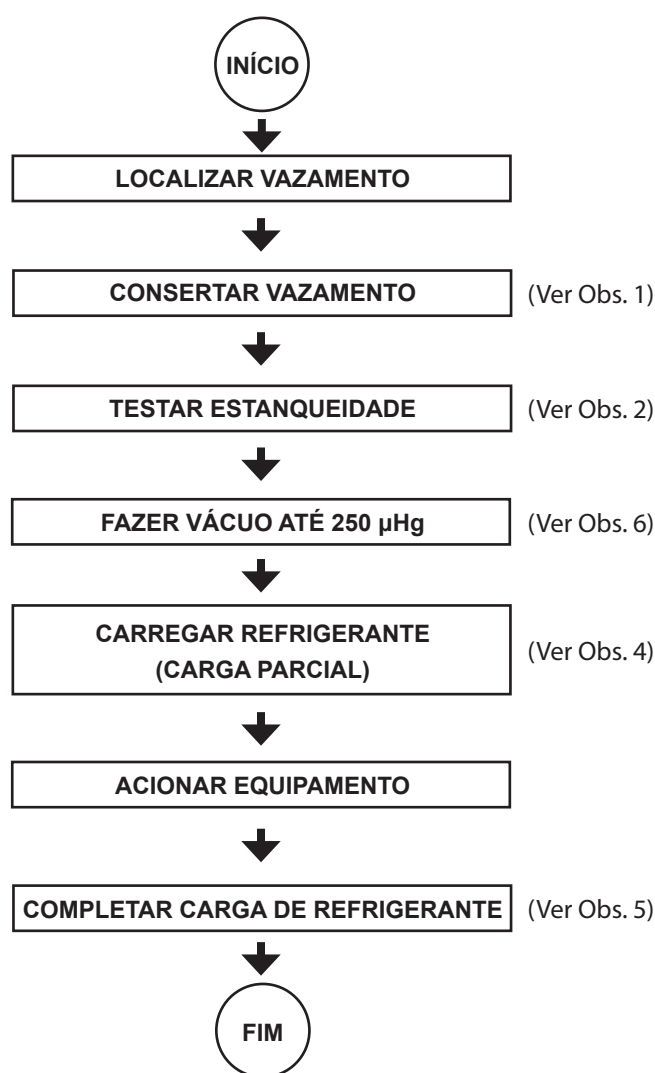 INÍCIO
LOCALIZAR VAZAMENTO
CONSERTAR VAZAMENTO (Ver Obs. 1)
TESTAR ESTANQUEIDADE (Ver Obs. 2)
FAZER VÁCUO ATÉ 250 µHg (Ver Obs. 6)
CARREGAR REFRIGERANTE
(CARGA PARCIAL) (Ver Obs. 4)
ACIONAR EQUIPAMENTO
COMPLETAR CARGA DE REFRIGERANTE (Ver Obs. 5)
FIM